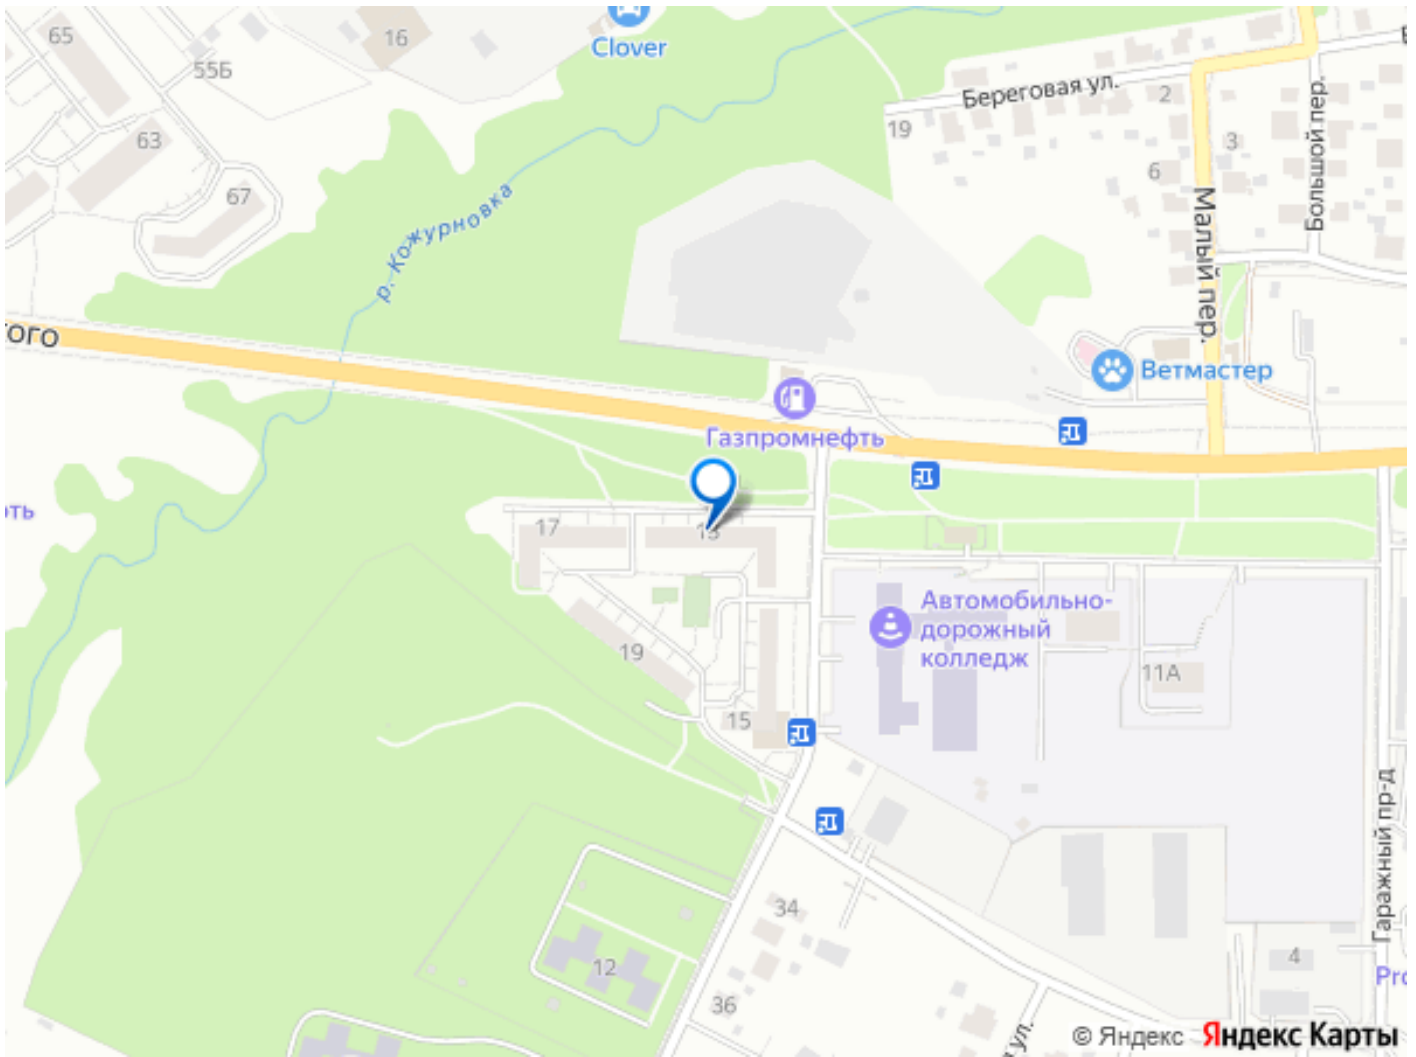 65
16
55Б
Clover
63
67
р. Кожурновка
Береговая ул.
2
19
3
6
Большой пер.
Малый пер.
того
Ветмастер
Газпромнефть
17
ть
Автомобильно-
дорожный
колледж
19
11А
15
Гаражный пр-д
34
12
36
4
Pro
ул.
© Яндекс
Яндекс Карты